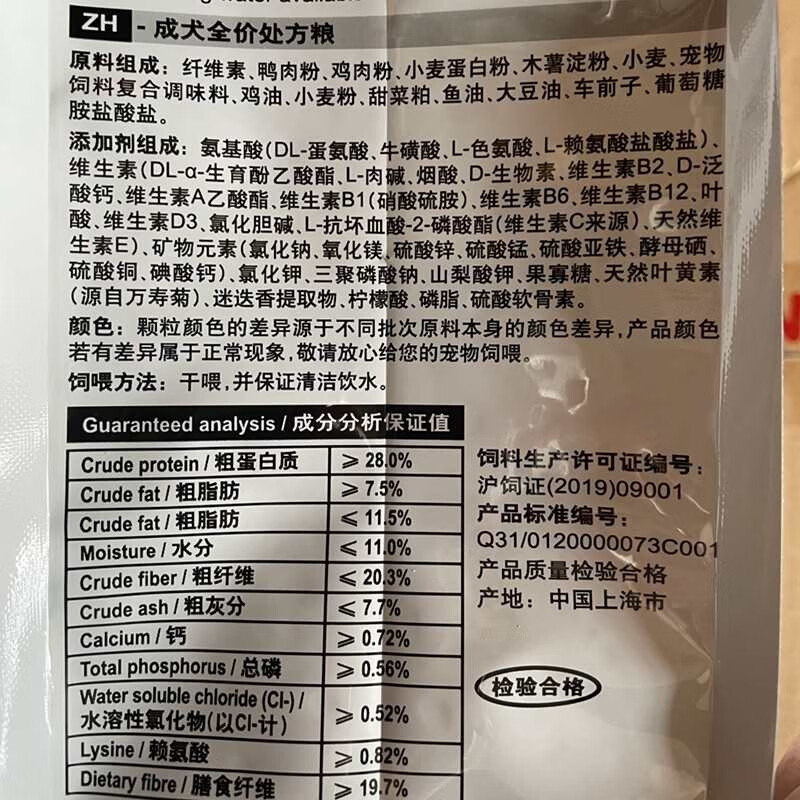 ZH - 成犬全价处方粮
原料组成：纤维素、鸭肉粉、鸡肉粉、小麦蛋白粉、木薯淀粉、小麦、宠物
饲料复合调味料、鸡油、小麦粉、甜菜粕、鱼油、大豆油、车前子、葡萄糖
胺盐酸盐。
添加剂组成：氨基酸(DL-蛋氨酸、牛磺酸、L-色氨酸、L-赖氨酸盐酸盐)、
维生素(DL-α-生育酚乙酸酯、L-肉碱、烟酸、D-生物素、维生素B2、D-泛
酸钙、维生素A乙酸酯、维生素B1(硝酸硫胺)、维生素B6、维生素B12、叶
酸、维生素D3、氯化胆碱、L-抗坏血酸-2-磷酸酯(维生素C来源)、天然维
生素E)、矿物元素(氯化钠、氧化镁、硫酸锌、硫酸锰、硫酸亚铁、酵母硒、
硫酸铜、碘酸钙)、氯化钾、三聚磷酸钠、山梨酸钾、果寡糖、天然叶黄素
(源自万寿菊)、迷迭香提取物、柠檬酸、磷脂、硫酸软骨素。
颜色：颗粒颜色的差异源于不同批次原料本身的颜色差异,产品颜色
若有差异属于正常现象,敬请放心给您的宠物饲喂。
饲喂方法：干喂,并保证清洁饮水。
Guaranteed analysis / 成分分析保证值
Crude protein / 粗蛋白质 ⩾ 28.0%
Crude fat / 粗脂肪 ⩾ 7.5%
Crude fat / 粗脂肪 ⩽ 11.5%
Moisture / 水分 ⩽ 11.0%
Crude fiber / 粗纤维 ⩽ 20.3%
Crude ash / 粗灰分 ⩽ 7.7%
Calcium / 钙 ⩾ 0.72%
Total phosphorus / 总磷 ⩾ 0.56%
Water soluble chloride (Cl-) /
水溶性氯化物(以Cl-计) ⩾ 0.52%
Lysine / 赖氨酸 ⩾ 0.82%
Dietary fibre / 膳食纤维 ⩾ 19.7%
饲料生产许可证编号：
沪饲证(2019)09001
产品标准编号：
Q31/0120000073C001
产品质量检验合格
产地：中国上海市
检验合格